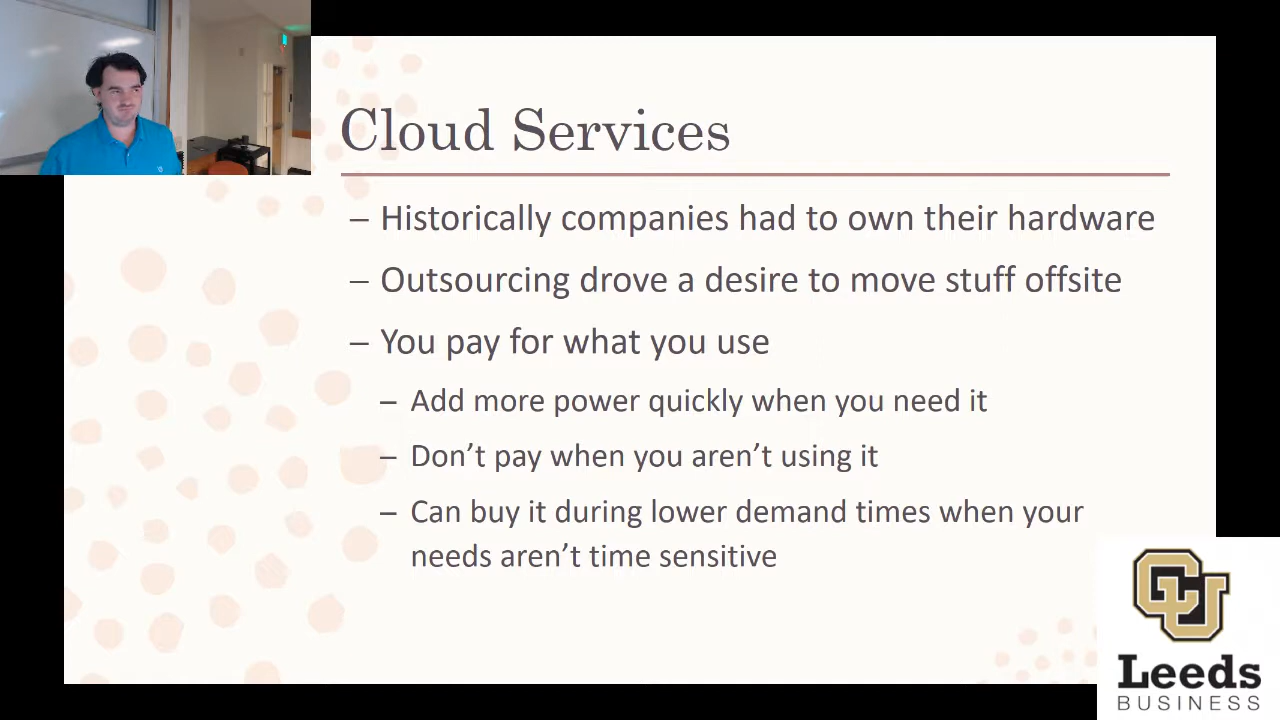 Cloud Services
– Historically companies had to own their hardware
– Outsourcing drove a desire to move stuff offsite
– You pay for what you use
– Add more power quickly when you need it
– Don’t pay when you aren’t using it
– Can buy it during lower demand times when your
needs aren’t time sensitive
CU
Leeds
BUSINESS